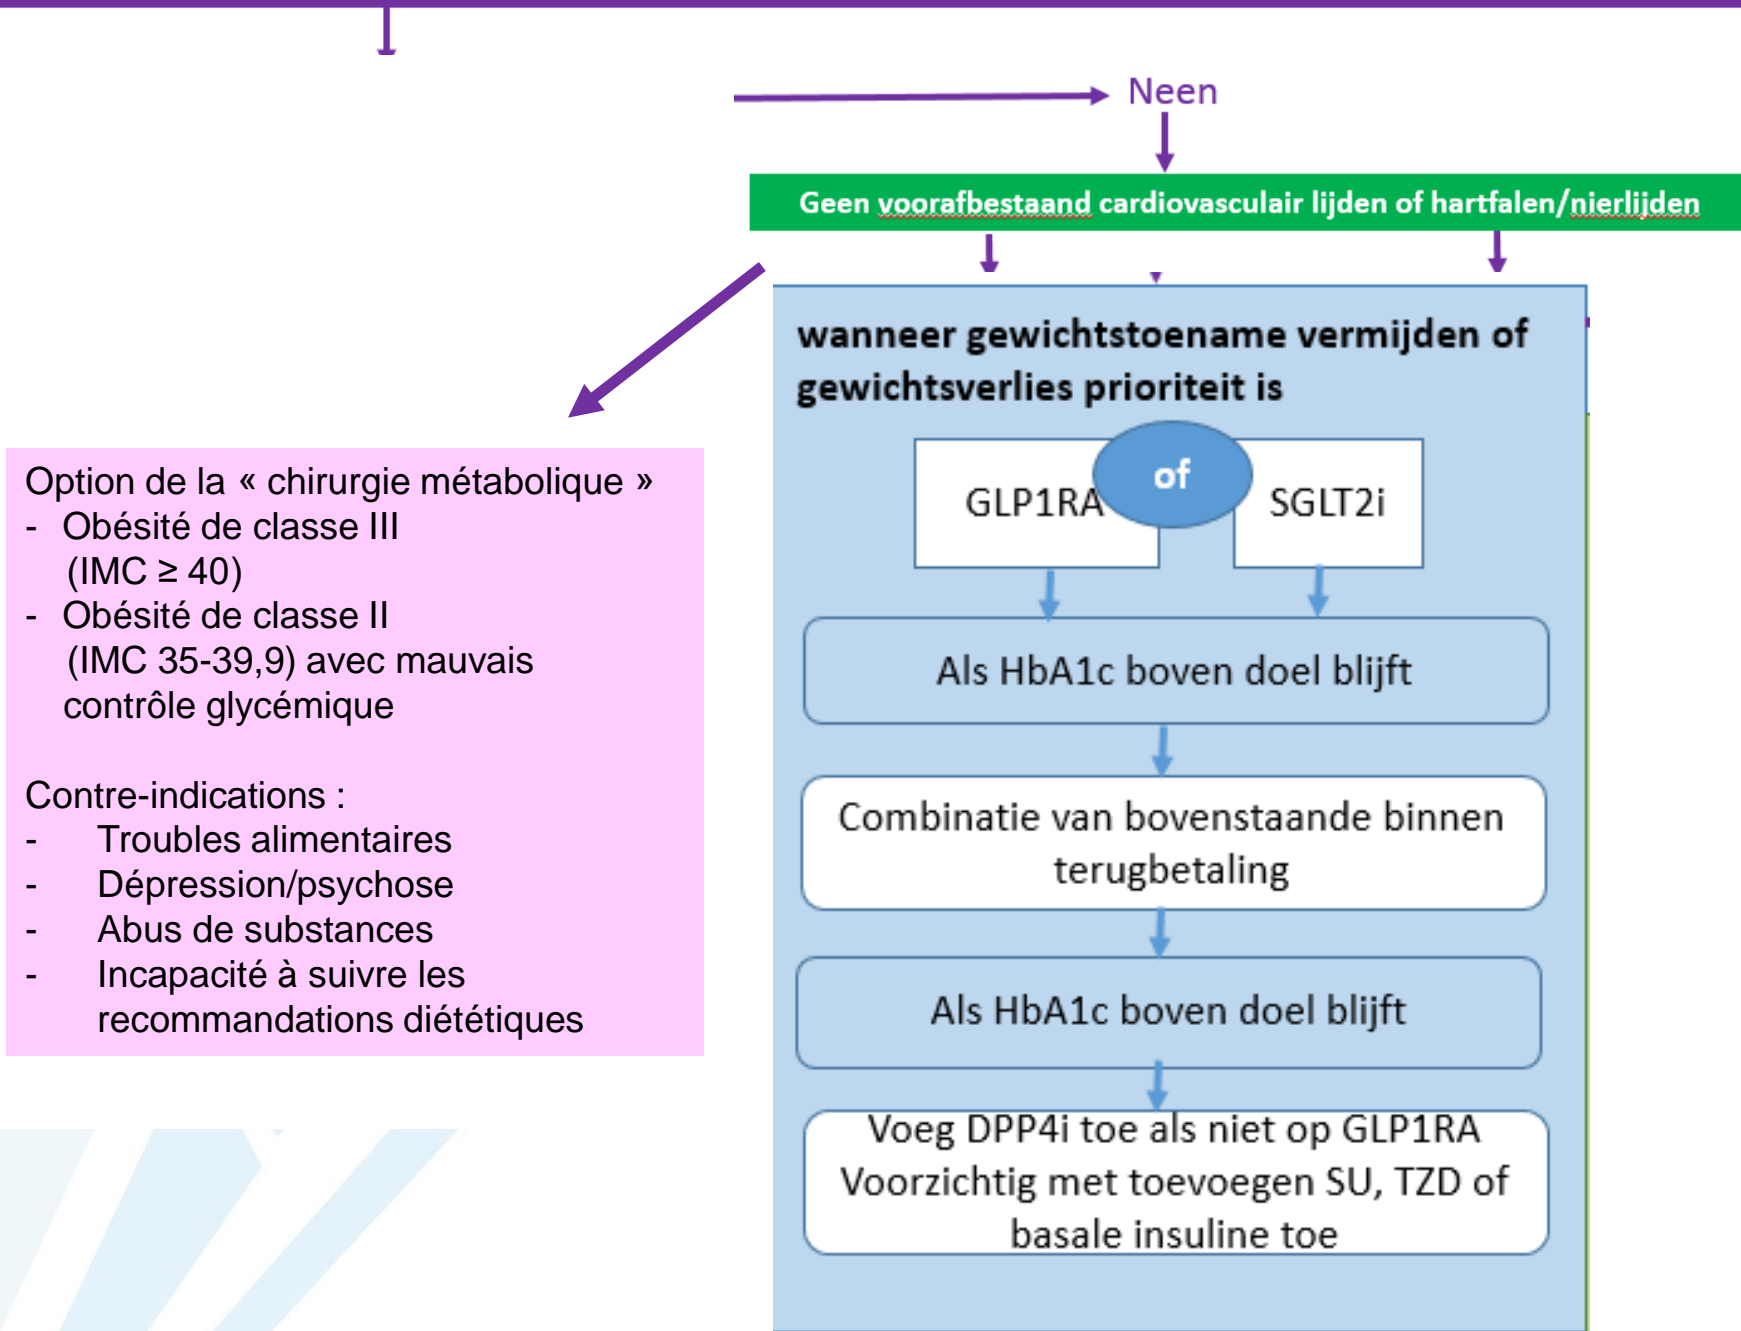 Neen
Geen voorafbestaand cardiovasculair lijden of hartfalen/nierlijden
wanneer gewichtstoename vermijden of
gewichtsverlies prioriteit is
GLP1RA
of
SGLT2i
Als HbA1c boven doel blijft
Combinatie van bovenstaande binnen
terugbetaling
Als HbA1c boven doel blijft
Voeg DPP4i toe als niet op GLP1RA
Voorzichtig met toevoegen SU, TZD of
basale insuline toe
Option de la « chirurgie métabolique »
- Obésité de classe III
(IMC ≥ 40)
- Obésité de classe II
(IMC 35-39,9) avec mauvais
contrôle glycémique
Contre-indications :
- Troubles alimentaires
- Dépression/psychose
- Abus de substances
- Incapacité à suivre les
recommandations diététiques